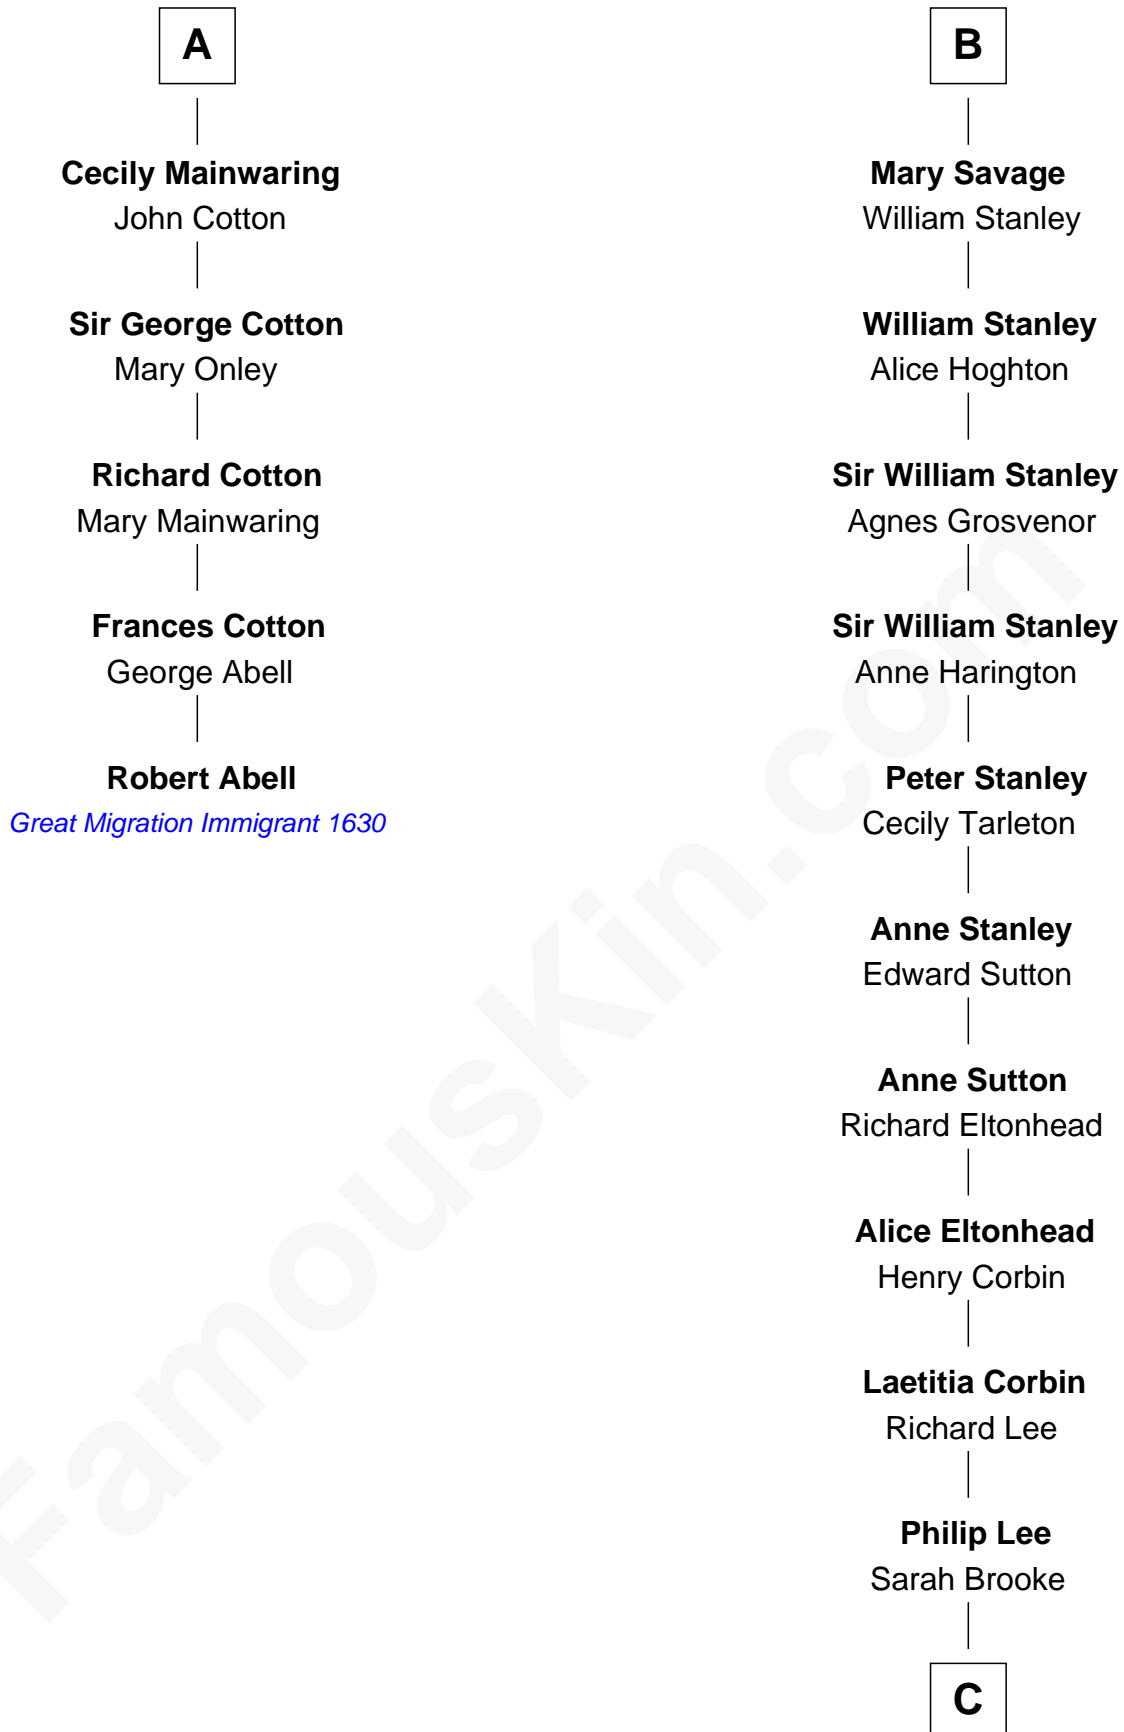 A
Cecily Mainwaring
John Cotton
Sir George Cotton
Mary Onley
Richard Cotton
Mary Mainwaring
Frances Cotton
George Abell
Robert Abell
Great Migration Immigrant 1630
B
Mary Savage
William Stanley
William Stanley
Alice Hoghton
Sir William Stanley
Agnes Grosvenor
Sir William Stanley
Anne Harington
Peter Stanley
Cecily Tarleton
Anne Stanley
Edward Sutton
Anne Sutton
Richard Eltonhead
Alice Eltonhead
Henry Corbin
Laetitia Corbin
Richard Lee
Philip Lee
Sarah Brooke
C
FamousKin.com